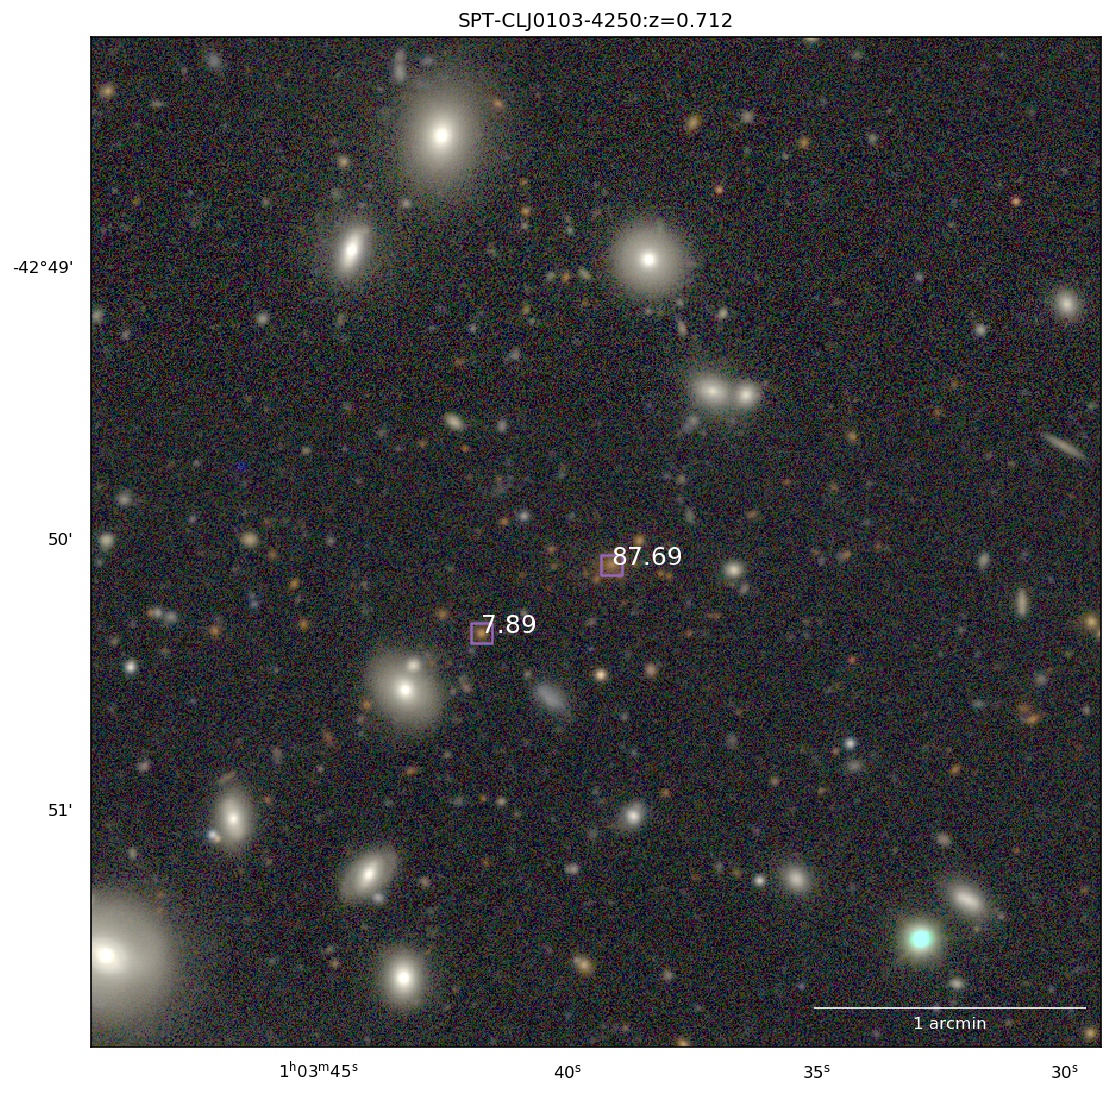 SPT-CLJ0103-4250:z=0.712
-42°49'
50'
87.69
7.89
51'
1 arcmin
1ʰ03ᵐ45ˢ
40ˢ
35ˢ
30ˢ